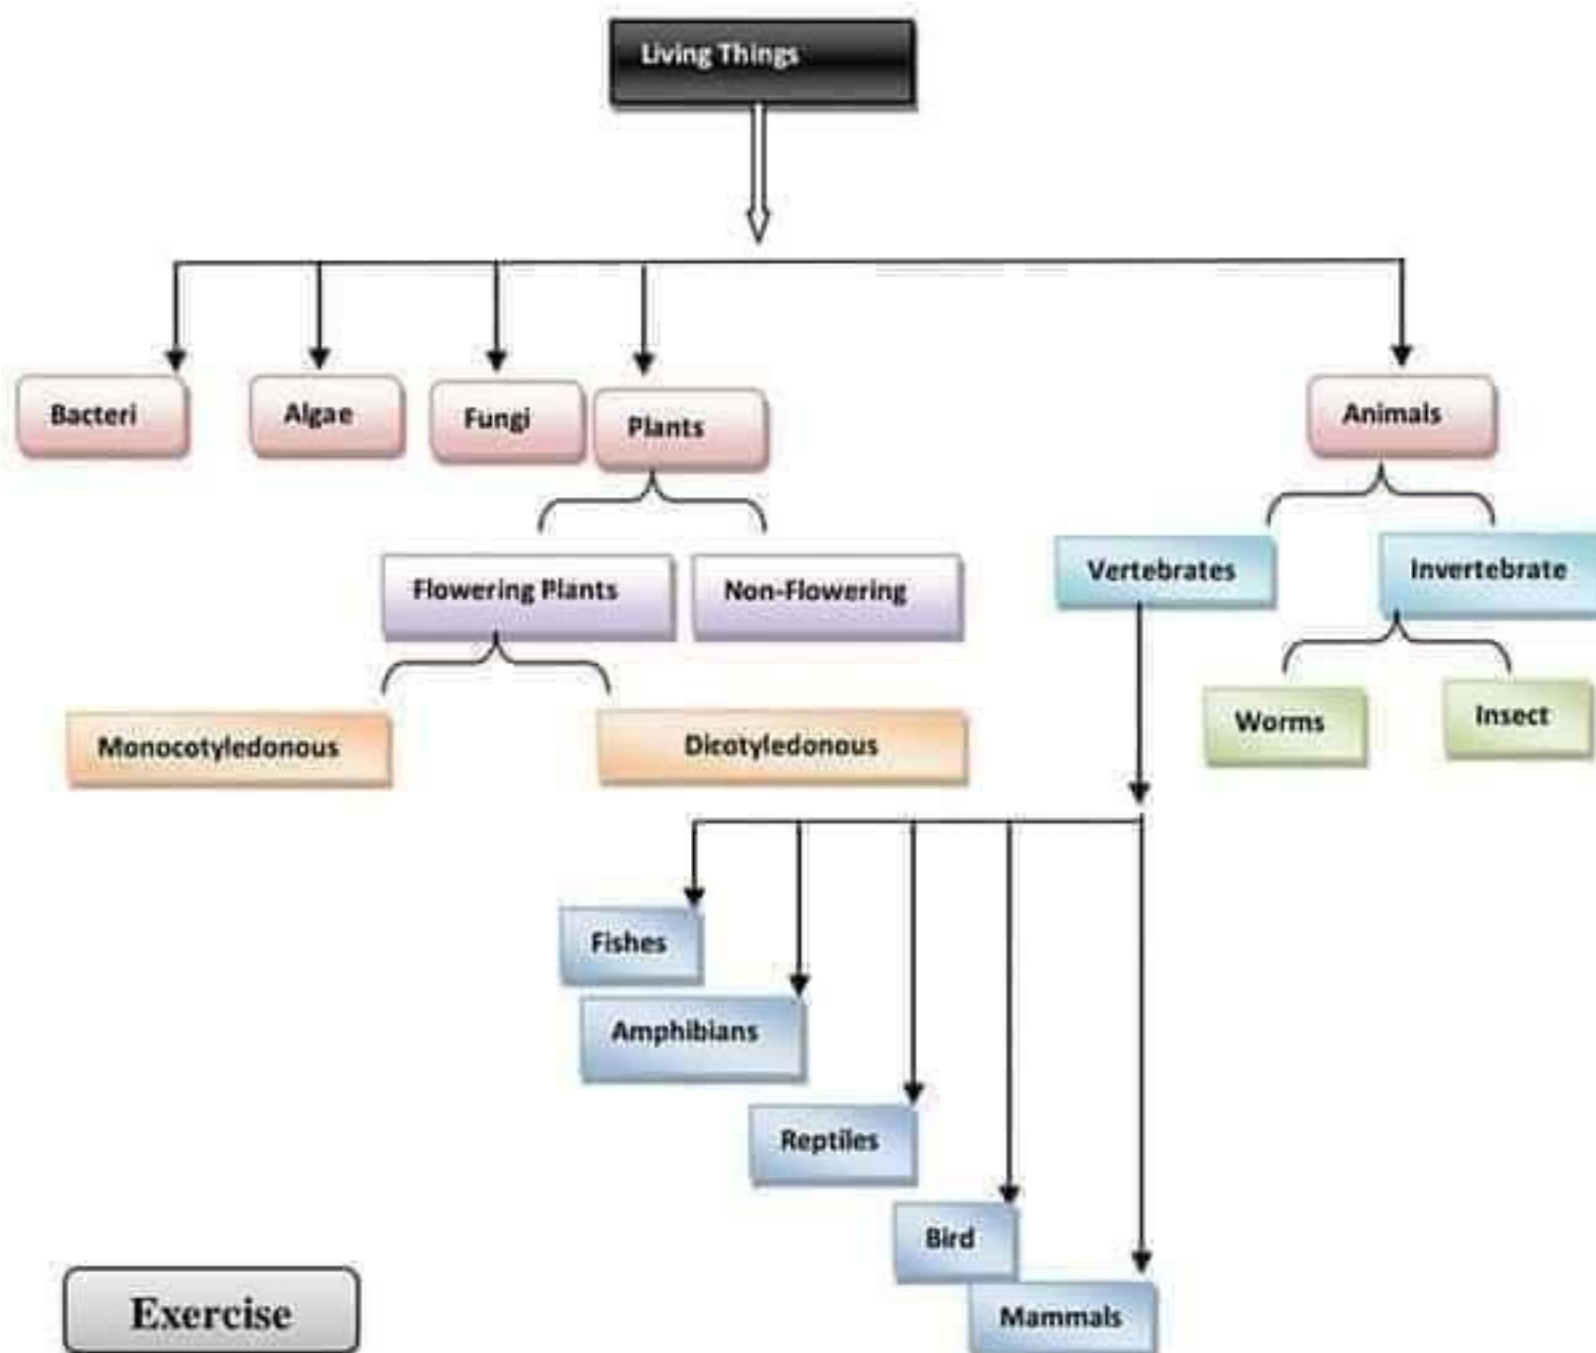 Living Things
Bacteri
Algae
Fungi
Plants
Animals
Flowering Plants
Non-Flowering
Vertebrates
Invertebrate
Monocotyledonous
Dicotyledonous
Worms
Insect
Fishes
Amphibians
Reptiles
Bird
Mammals
Exercise